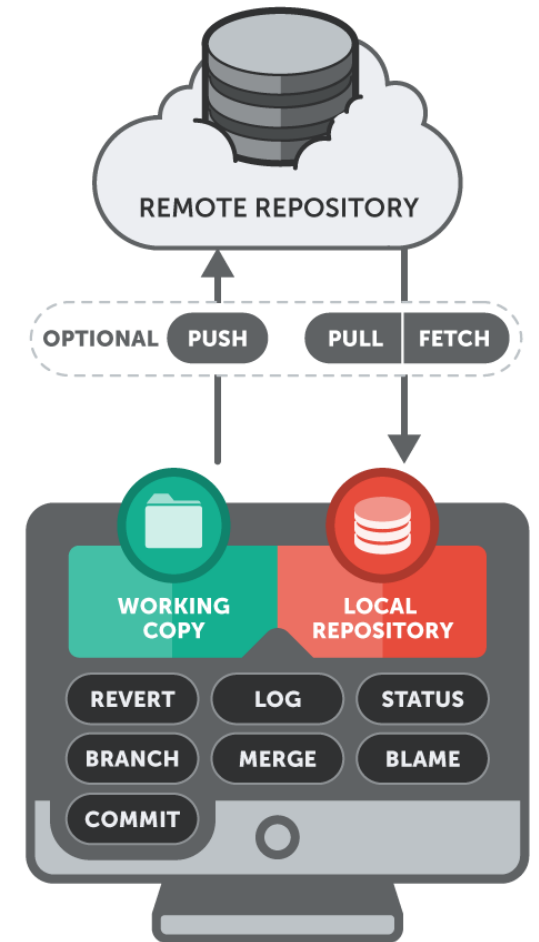 REMOTE REPOSITORY
OPTIONAL PUSH PULL FETCH
WORKING
COPY
LOCAL
REPOSITORY
REVERT LOG STATUS
BRANCH MERGE BLAME
COMMIT